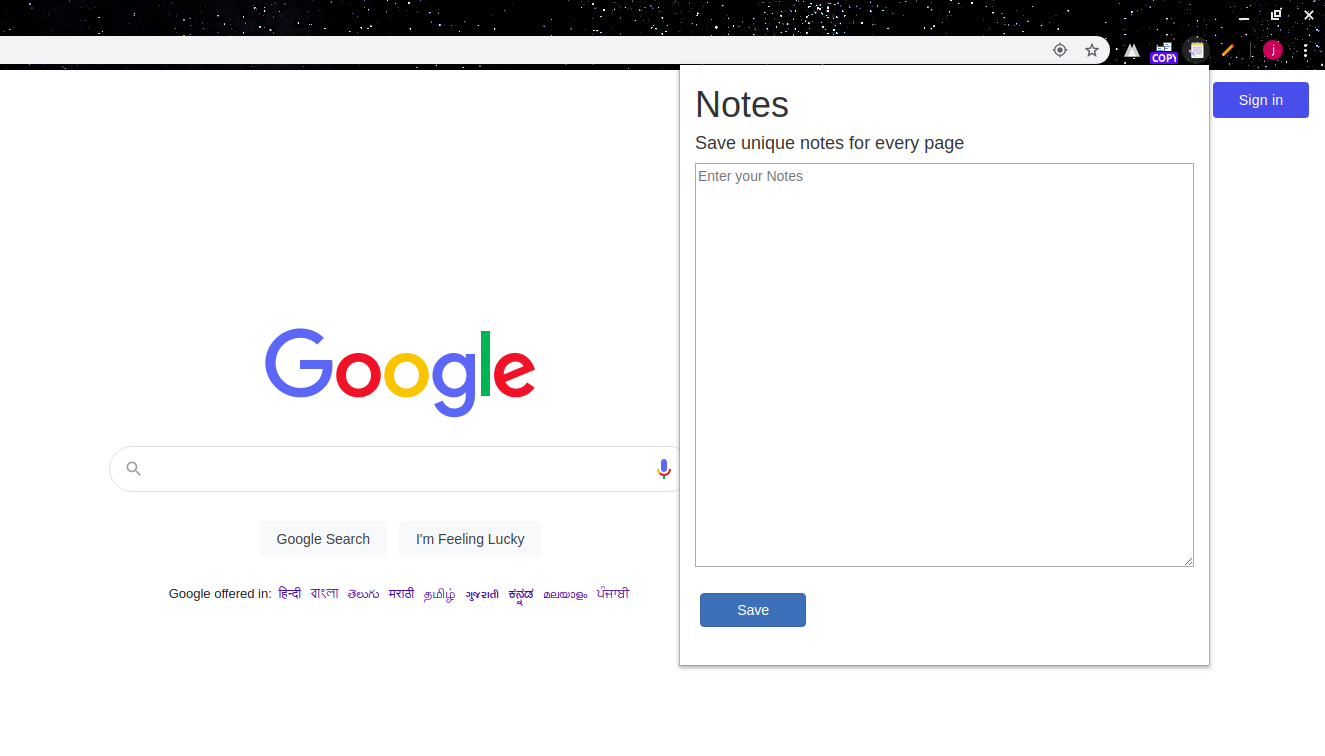 COPY
j
Sign in
Notes
Save unique notes for every page
Enter your Notes
Google
Google Search
I'm Feeling Lucky
Google offered in: हिन्दी বাংলা తెలుగు मराठी தமிழ் ગુજરાતી ಕನ್ನಡ മലയാളം ਪੰਜਾਬੀ
Save